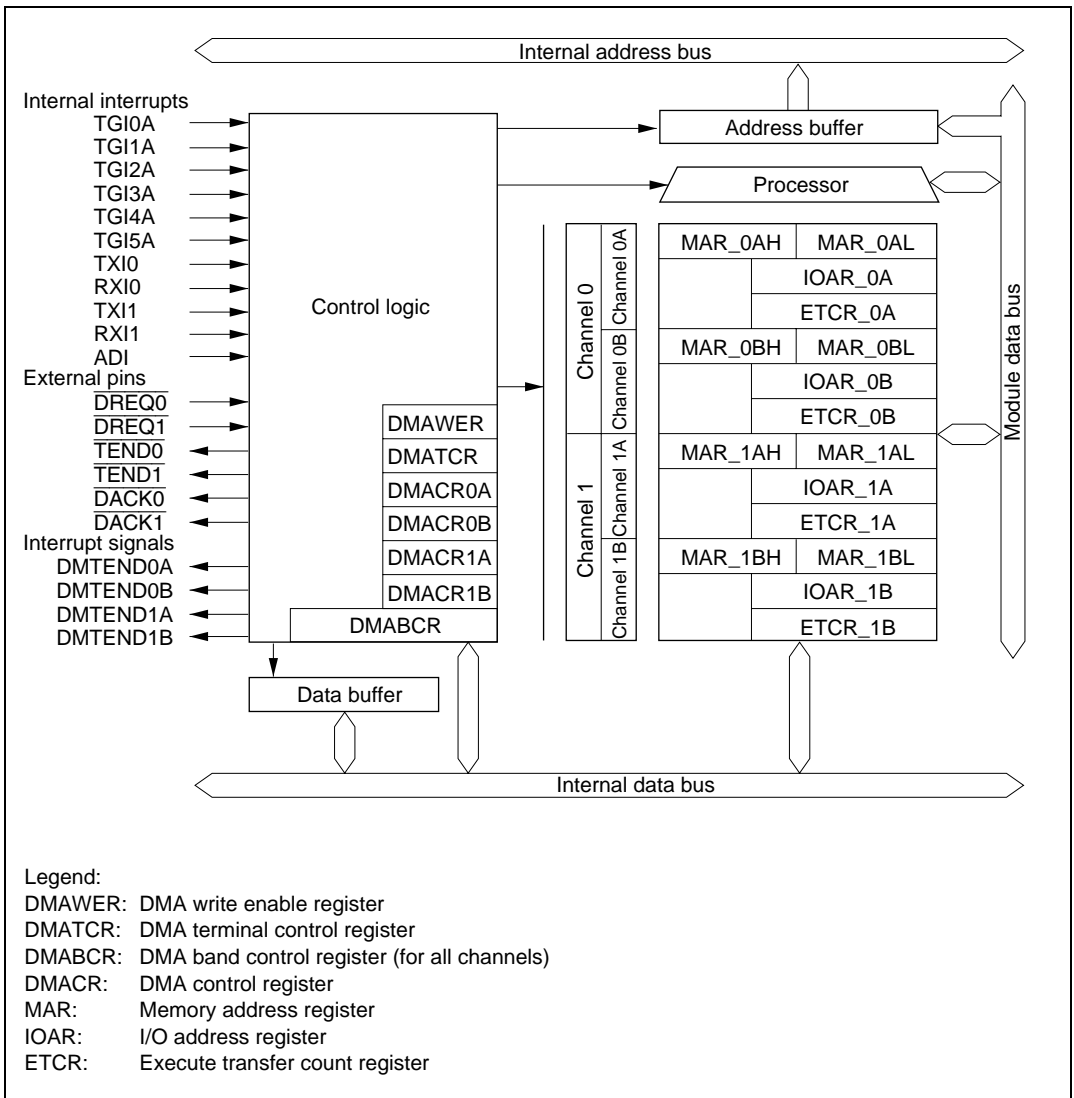 Internal address bus
Internal interrupts
TGI0A
TGI1A
TGI2A
TGI3A
TGI4A
TGI5A
TXI0
RXI0
TXI1
RXI1
ADI
External pins
DREQ0
DREQ1
TEND0
TEND1
DACK0
DACK1
Interrupt signals
DMTEND0A
DMTEND0B
DMTEND1A
DMTEND1B
Control logic
DMAWER
DMATCR
DMACR0A
DMACR0B
DMACR1A
DMACR1B
DMABCR
Data buffer
Address buffer
Processor
Channel 0
Channel 0A
Channel 0B
Channel 1
Channel 1A
Channel 1B
MAR_0AH MAR_0AL
IOAR_0A
ETCR_0A
MAR_0BH MAR_0BL
IOAR_0B
ETCR_0B
MAR_1AH MAR_1AL
IOAR_1A
ETCR_1A
MAR_1BH MAR_1BL
IOAR_1B
ETCR_1B
Module data bus
Internal data bus
Legend:
DMAWER: DMA write enable register
DMATCR: DMA terminal control register
DMABCR: DMA band control register (for all channels)
DMACR: DMA control register
MAR: Memory address register
IOAR: I/O address register
ETCR: Execute transfer count register